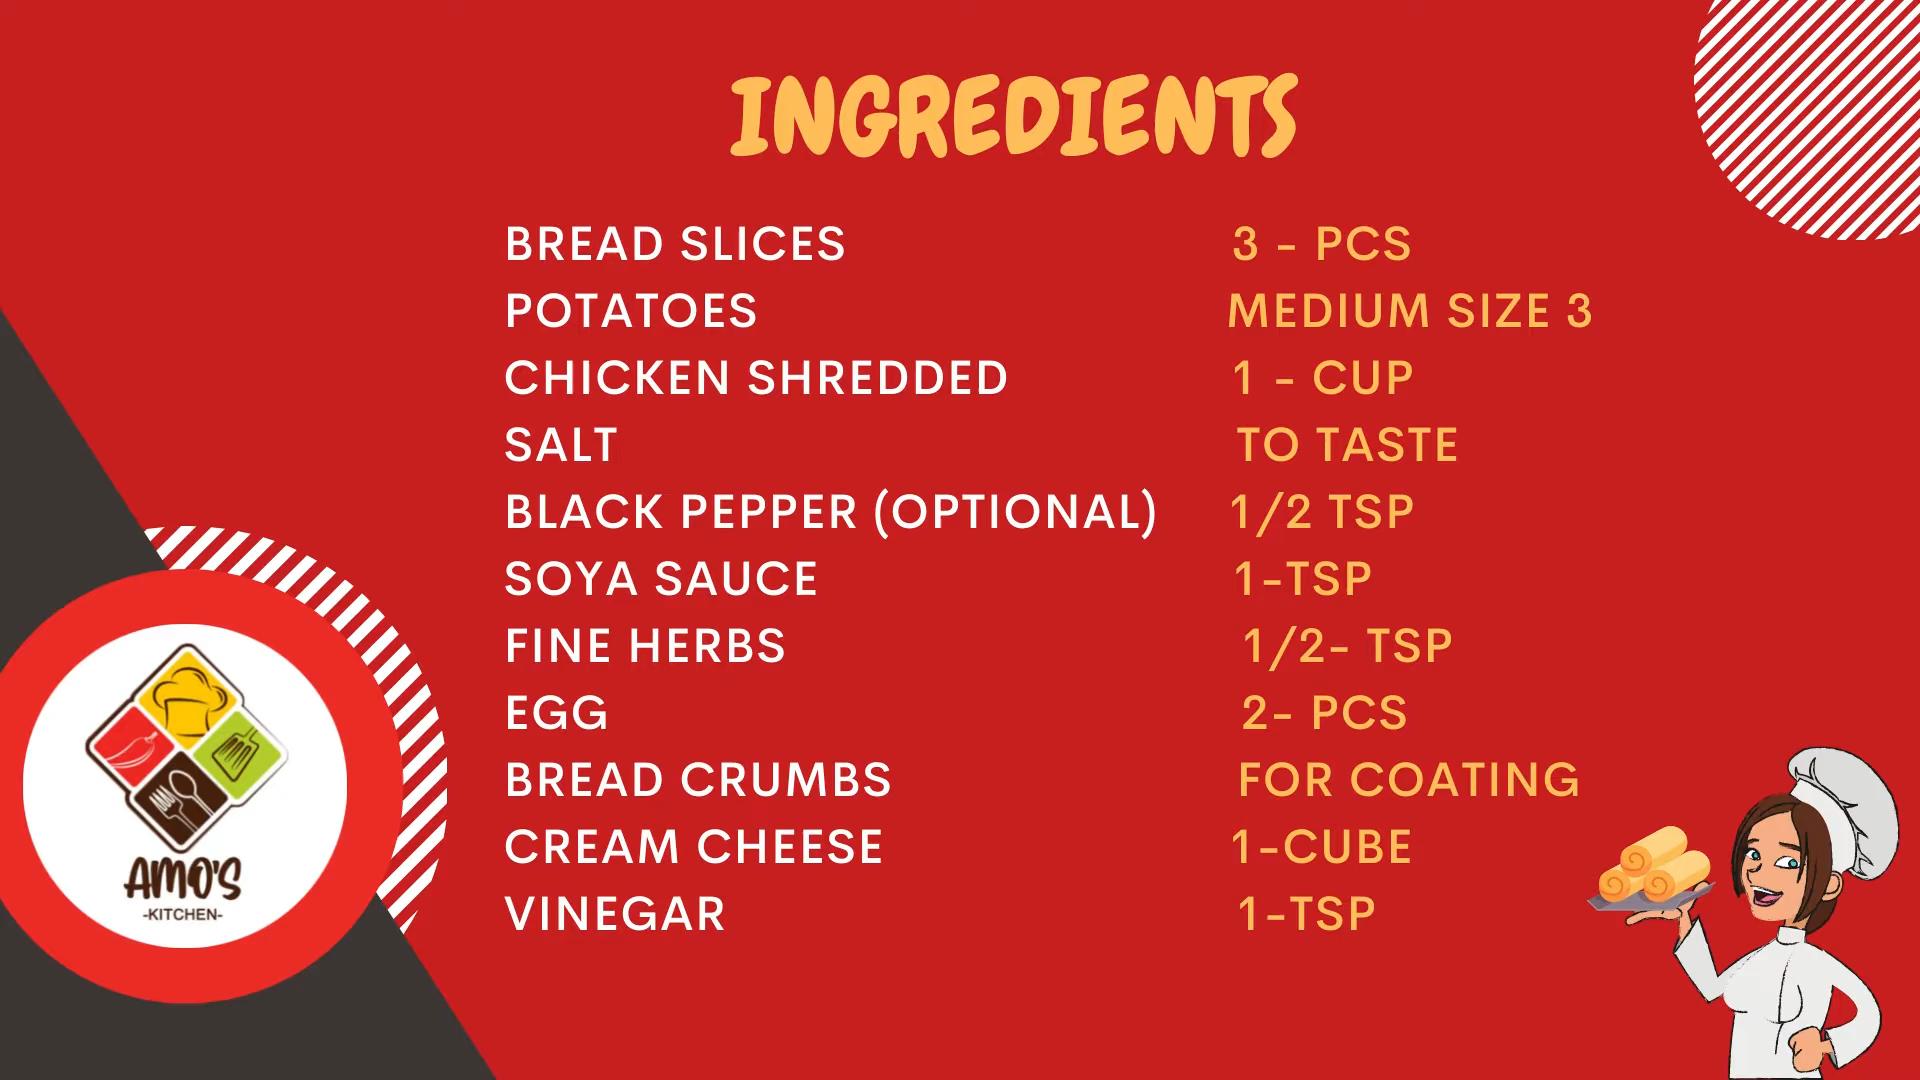 INGREDIENTS
BREAD SLICES 3 - PCS
POTATOES MEDIUM SIZE 3
CHICKEN SHREDDED 1 - CUP
SALT TO TASTE
BLACK PEPPER (OPTIONAL) 1/2 TSP
SOYA SAUCE 1-TSP
FINE HERBS 1/2- TSP
EGG 2- PCS
BREAD CRUMBS FOR COATING
CREAM CHEESE 1-CUBE
VINEGAR 1-TSP
AMO'S
-KITCHEN-